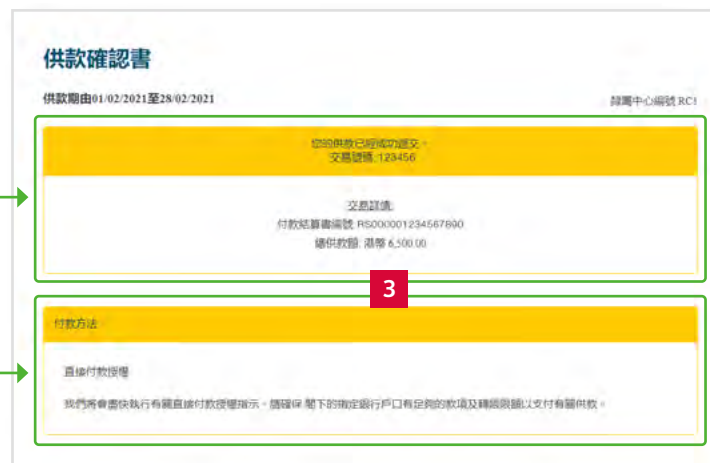 供款確認書
供款期由01/02/2021至28/02/2021
隸屬中心編號 RC1
您的供款已經成功遞交。
交易號碼: 123456
交易詳情:
付款結算書編號: RS000001234567890
總供款額: 港幣 6,500.00
3
付款方法
直接付款授權
我們將會盡快執行有關直接付款授權指示。請確保 閣下的指定銀行戶口有足夠的款項及轉賬限額以支付有關供款。